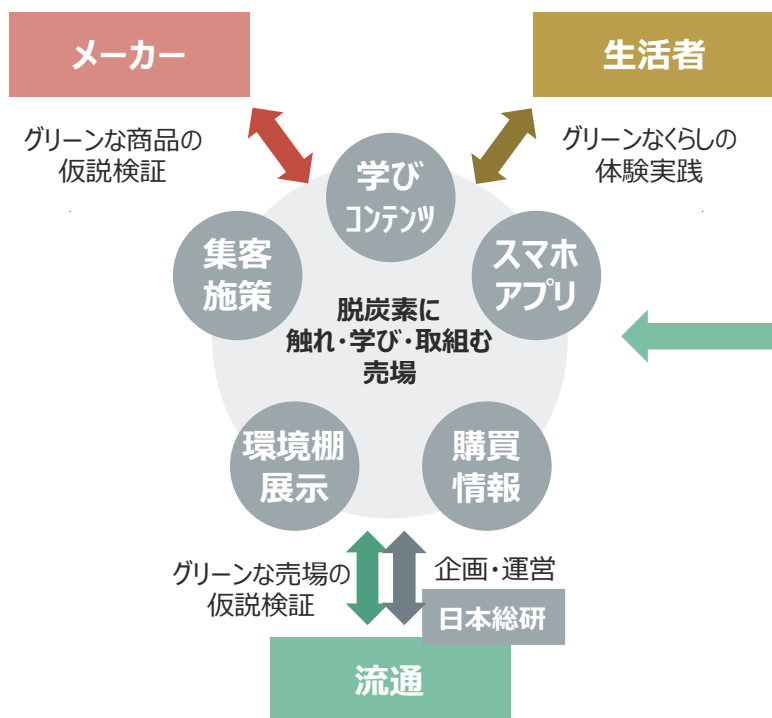 メーカー
生活者
グリーンな商品の
仮説検証
グリーンなくらしの
体験実践
学び
コンテンツ
集客
施策
スマホ
アプリ
脱炭素に
触れ・学び・取組む
売場
環境棚
展示
購買
情報
グリーンな売場の
仮説検証
企画・運営
日本総研
流通